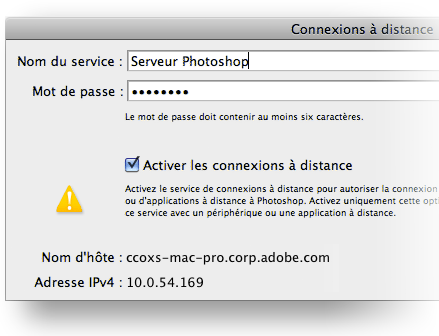 Connexions à distance
Nom du service : Serveur Photoshop
Mot de passe : ••••••••
Le mot de passe doit contenir au moins six caractères.
Activer les connexions à distance
Activez le service de connexions à distance pour autoriser la connexion
ou d'applications à distance à Photoshop. Activez uniquement cette
ce service avec un périphérique ou une application à distance.
Nom d'hôte : ccoxs-mac-pro.corp.adobe.com
Adresse IPv4 : 10.0.54.169